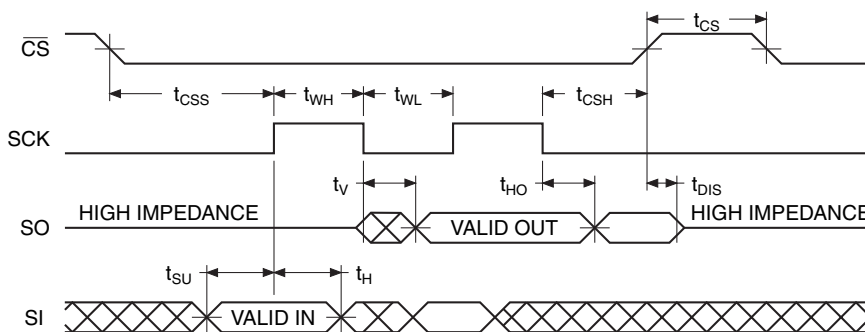 t_CS
C̅S̅
t_CSS t_WH t_WL t_CSH
SCK
t_V t_HO t_DIS
HIGH IMPEDANCE HIGH IMPEDANCE
SO VALID OUT
t_SU t_H
SI VALID IN